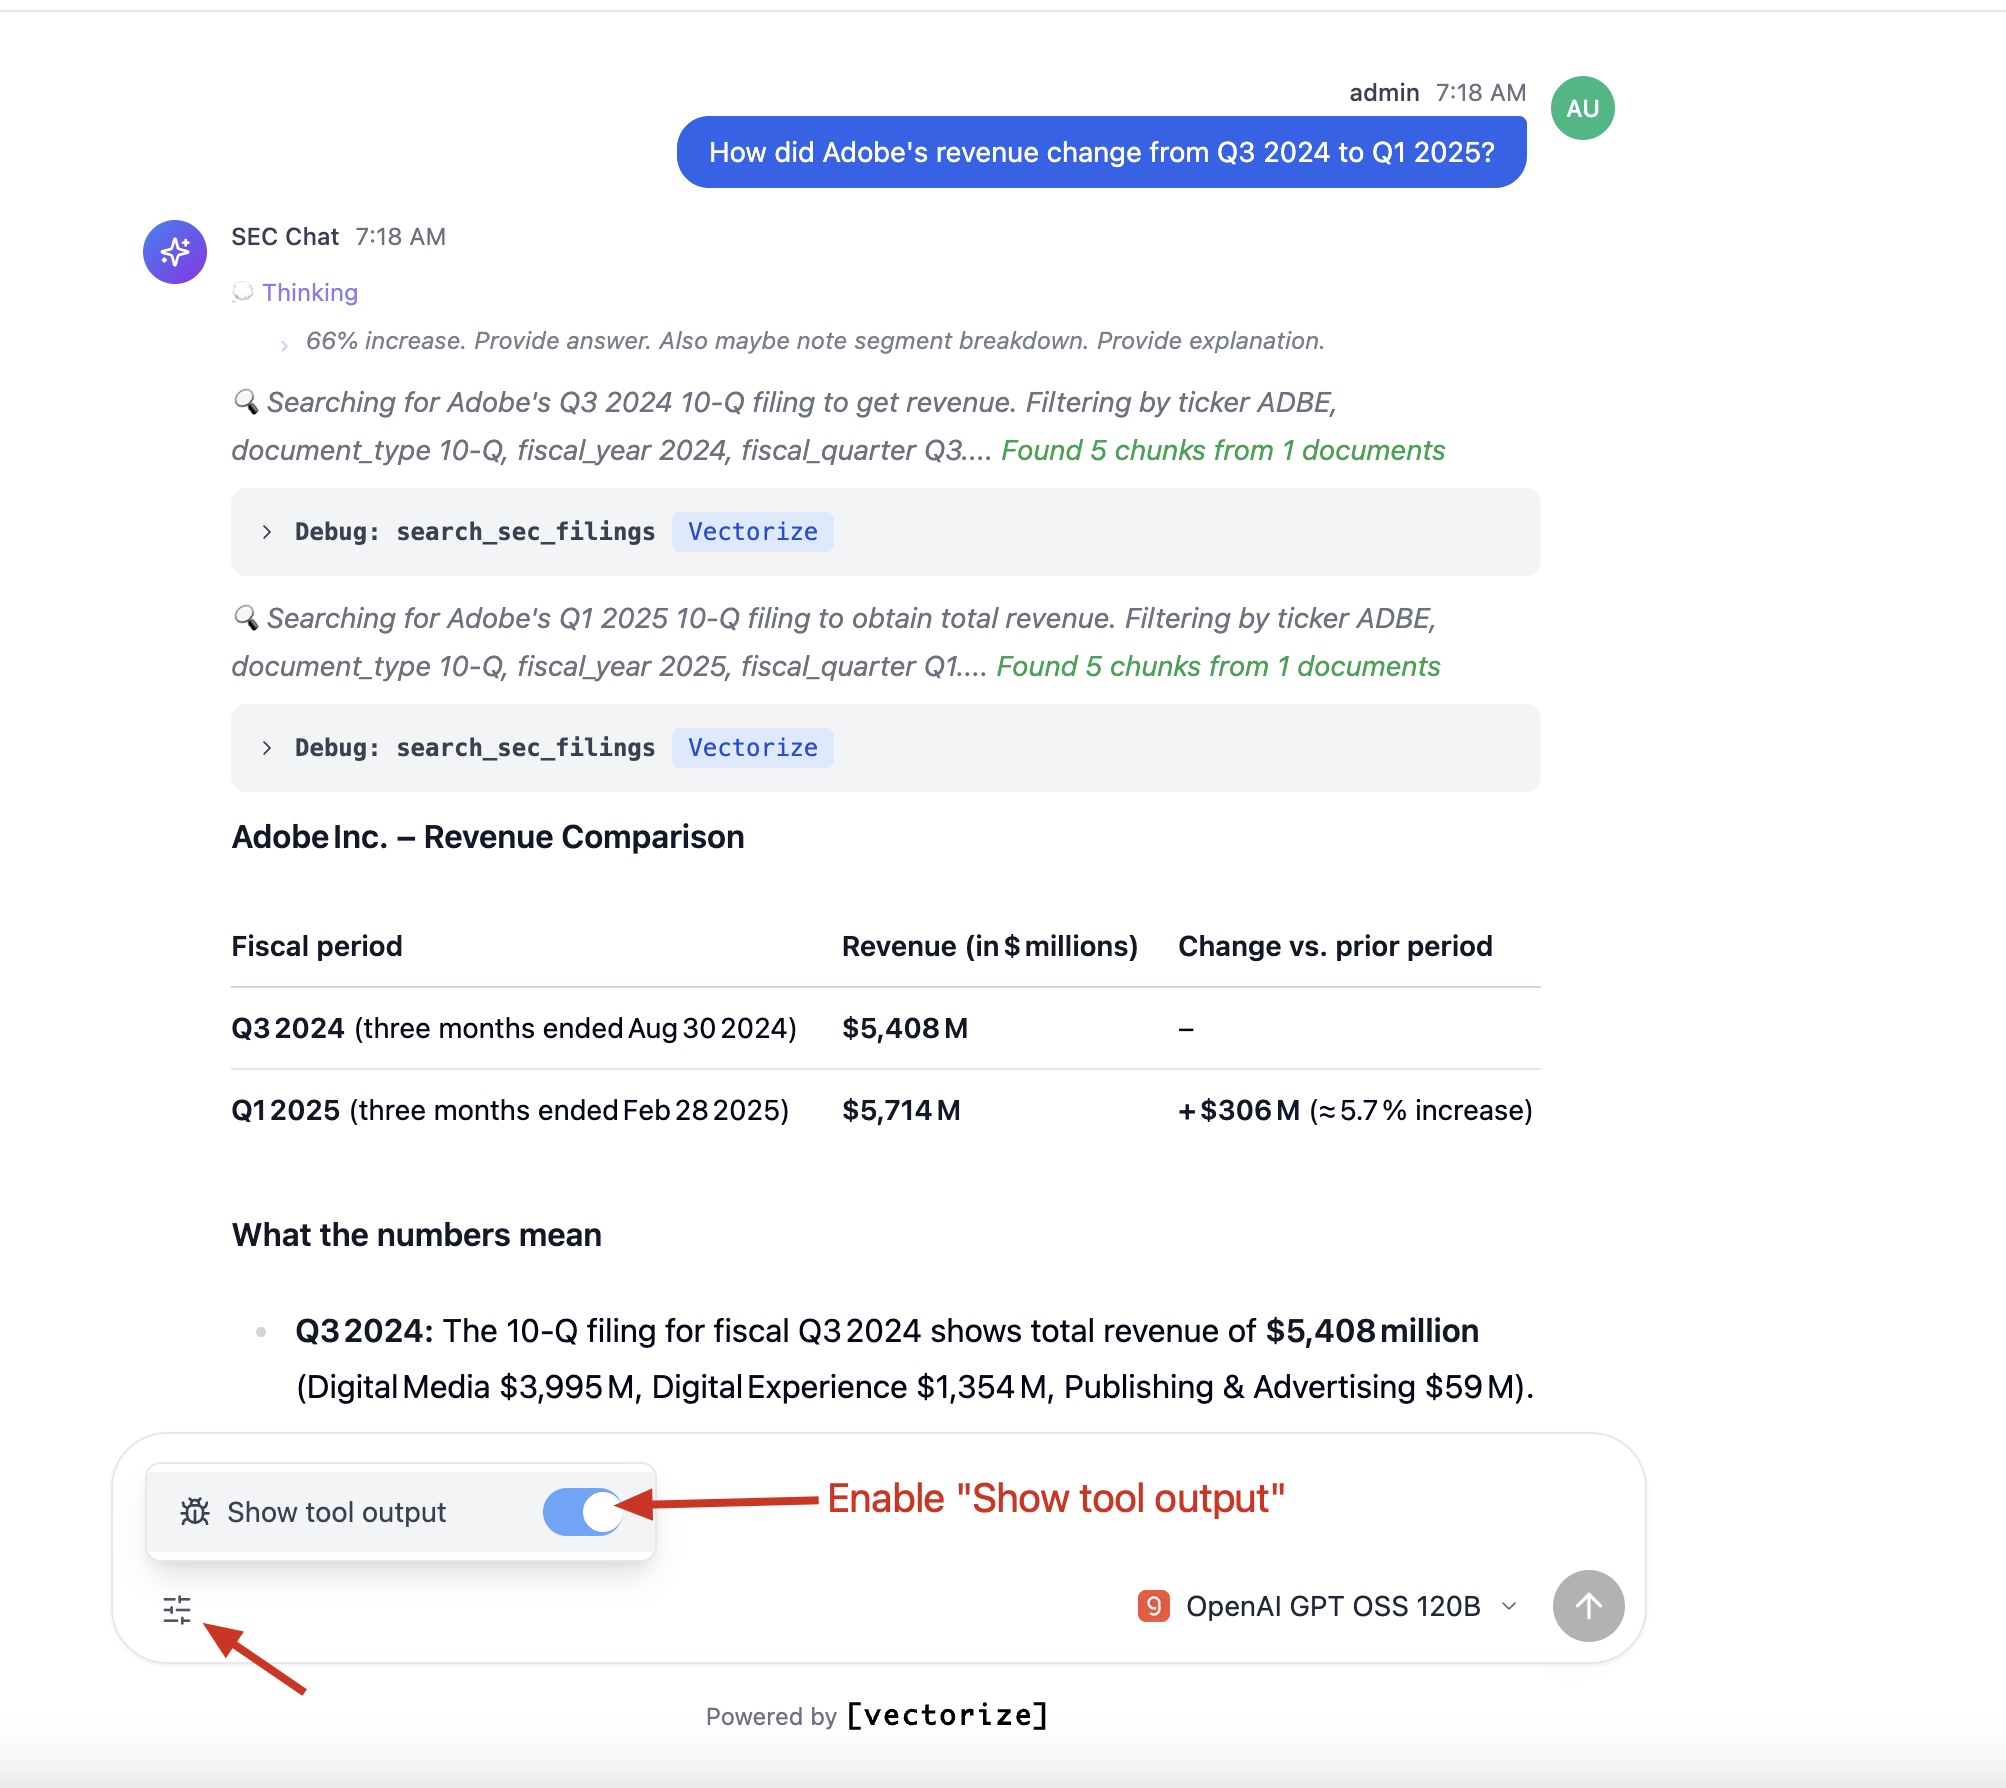 admin 7:18 AM
AU
How did Adobe's revenue change from Q3 2024 to Q1 2025?
SEC Chat 7:18 AM
Thinking
66% increase. Provide answer. Also maybe note segment breakdown. Provide explanation.
Searching for Adobe's Q3 2024 10-Q filing to get revenue. Filtering by ticker ADBE,
document_type 10-Q, fiscal_year 2024, fiscal_quarter Q3.... Found 5 chunks from 1 documents
Debug: search_sec_filings Vectorize
Searching for Adobe's Q1 2025 10-Q filing to obtain total revenue. Filtering by ticker ADBE,
document_type 10-Q, fiscal_year 2025, fiscal_quarter Q1.... Found 5 chunks from 1 documents
Debug: search_sec_filings Vectorize
Adobe Inc. – Revenue Comparison
Fiscal period Revenue (in $ millions) Change vs. prior period
Q3 2024 (three months ended Aug 30 2024) $5,408 M –
Q1 2025 (three months ended Feb 28 2025) $5,714 M + $306 M (≈ 5.7 % increase)
What the numbers mean
Q3 2024: The 10-Q filing for fiscal Q3 2024 shows total revenue of $5,408 million
(Digital Media $3,995 M, Digital Experience $1,354 M, Publishing & Advertising $59 M).
Show tool output
Enable "Show tool output"
OpenAI GPT OSS 120B
Powered by [vectorize]